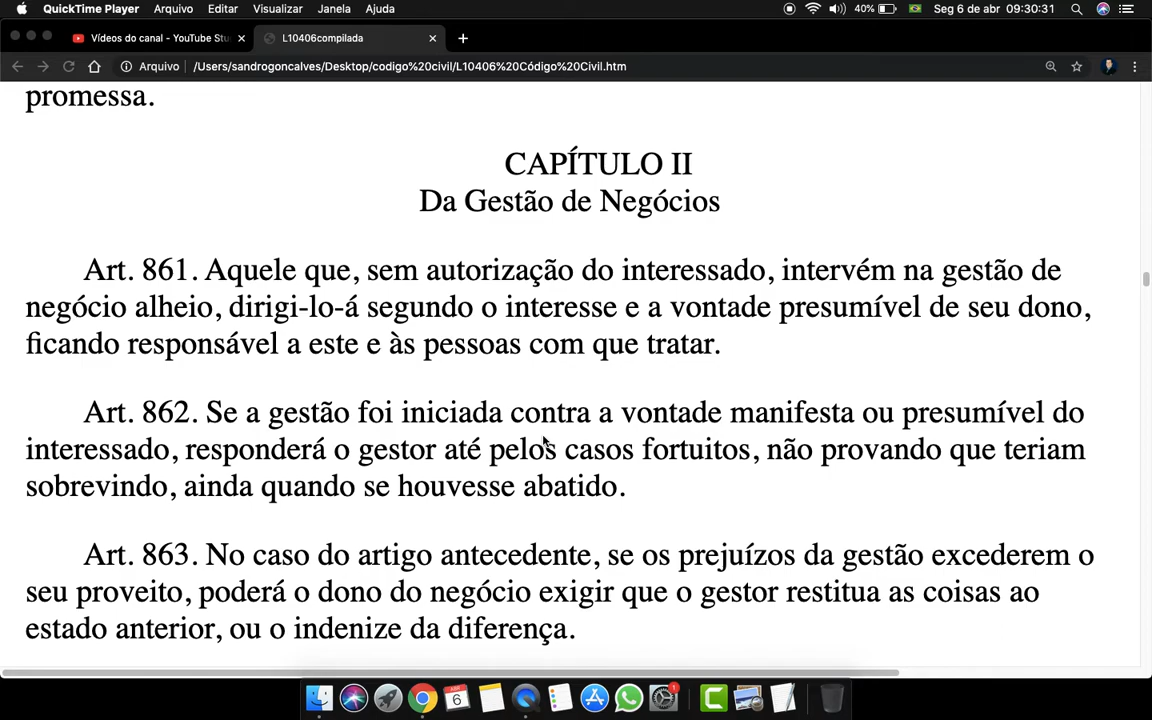 QuickTime Player Arquivo Editar Visualizar Janela Ajuda 40% Seg 6 de abr 09:30:31
Vídeos do canal - YouTube Stu L10406compilada
Arquivo /Users/sandrogoncalves/Desktop/codigo%20civil/L10406%20Código%20Civil.htm
promessa.
CAPÍTULO II
Da Gestão de Negócios
Art. 861. Aquele que, sem autorização do interessado, intervém na gestão de
negócio alheio, dirigi-lo-á segundo o interesse e a vontade presumível de seu dono,
ficando responsável a este e às pessoas com que tratar.
Art. 862. Se a gestão foi iniciada contra a vontade manifesta ou presumível do
interessado, responderá o gestor até pelos casos fortuitos, não provando que teriam
sobrevindo, ainda quando se houvesse abatido.
Art. 863. No caso do artigo antecedente, se os prejuízos da gestão excederem o
seu proveito, poderá o dono do negócio exigir que o gestor restitua as coisas ao
estado anterior, ou o indenize da diferença.
ABR
6
1